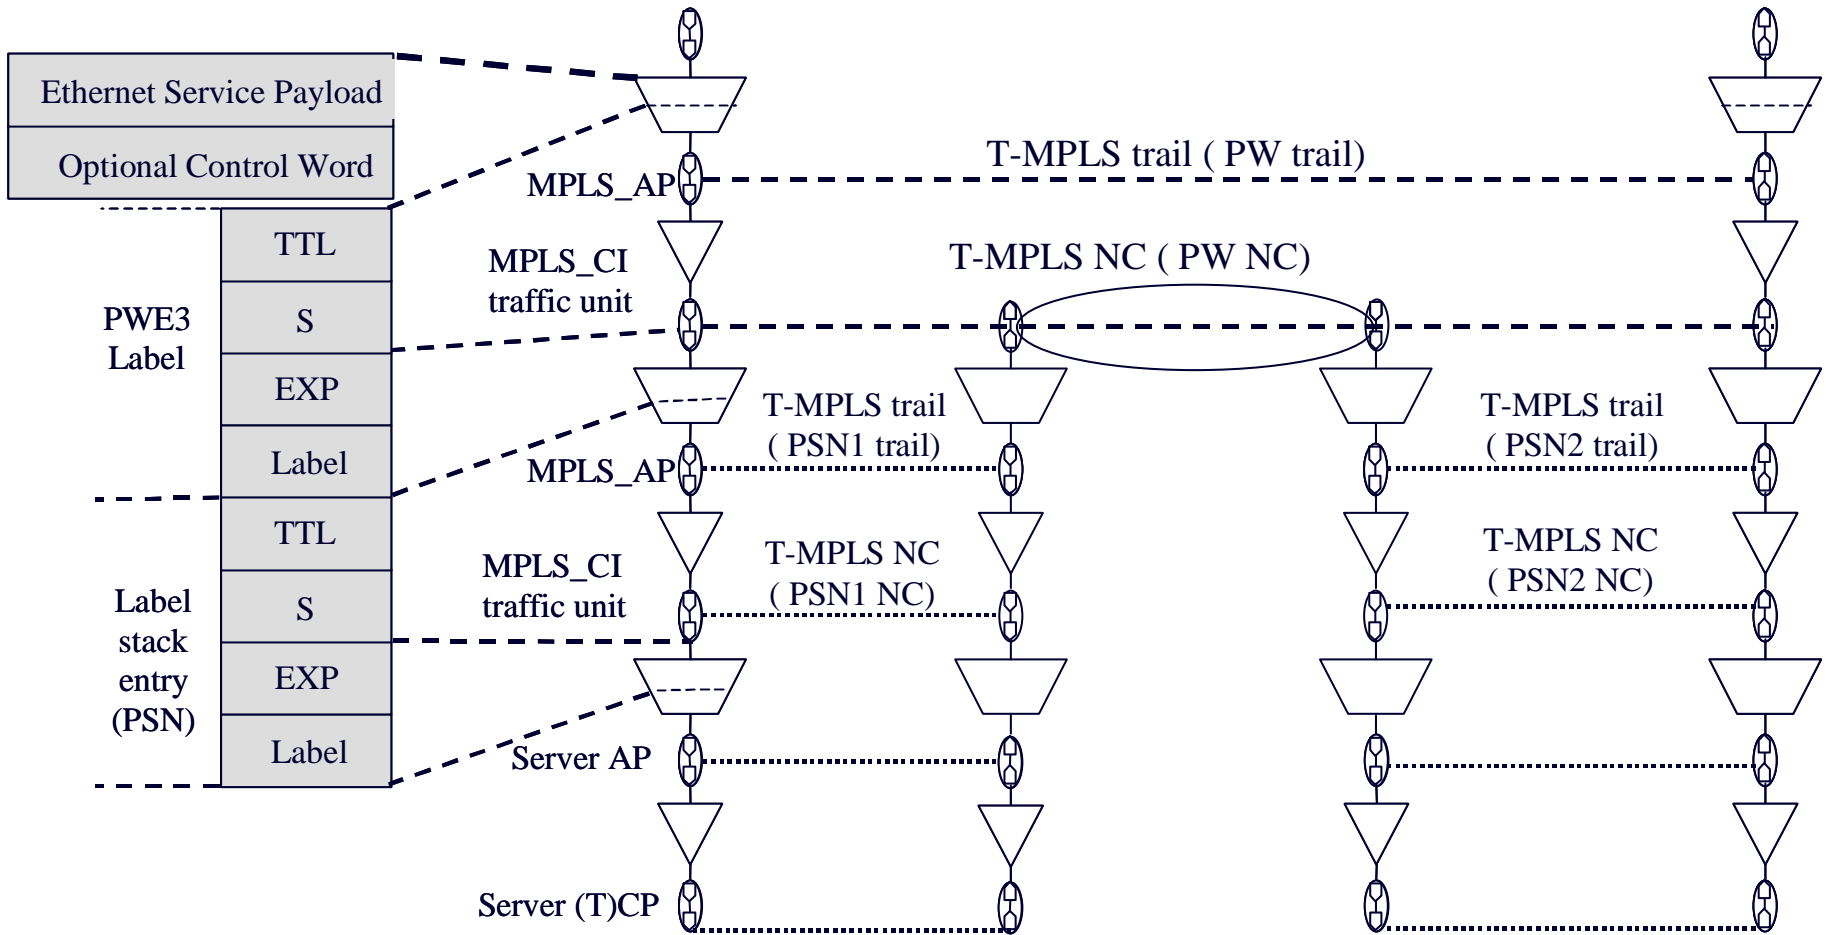 Ethernet Service Payload
Optional Control Word
TTL
S
EXP
Label
TTL
S
EXP
Label
PWE3
Label
Label
stack
entry
(PSN)
MPLS_AP
MPLS_CI
traffic unit
MPLS_AP
MPLS_CI
traffic unit
Server AP
Server (T)CP
T-MPLS trail ( PW trail)
T-MPLS NC ( PW NC)
T-MPLS trail
( PSN1 trail)
T-MPLS NC
( PSN1 NC)
T-MPLS trail
( PSN2 trail)
T-MPLS NC
( PSN2 NC)